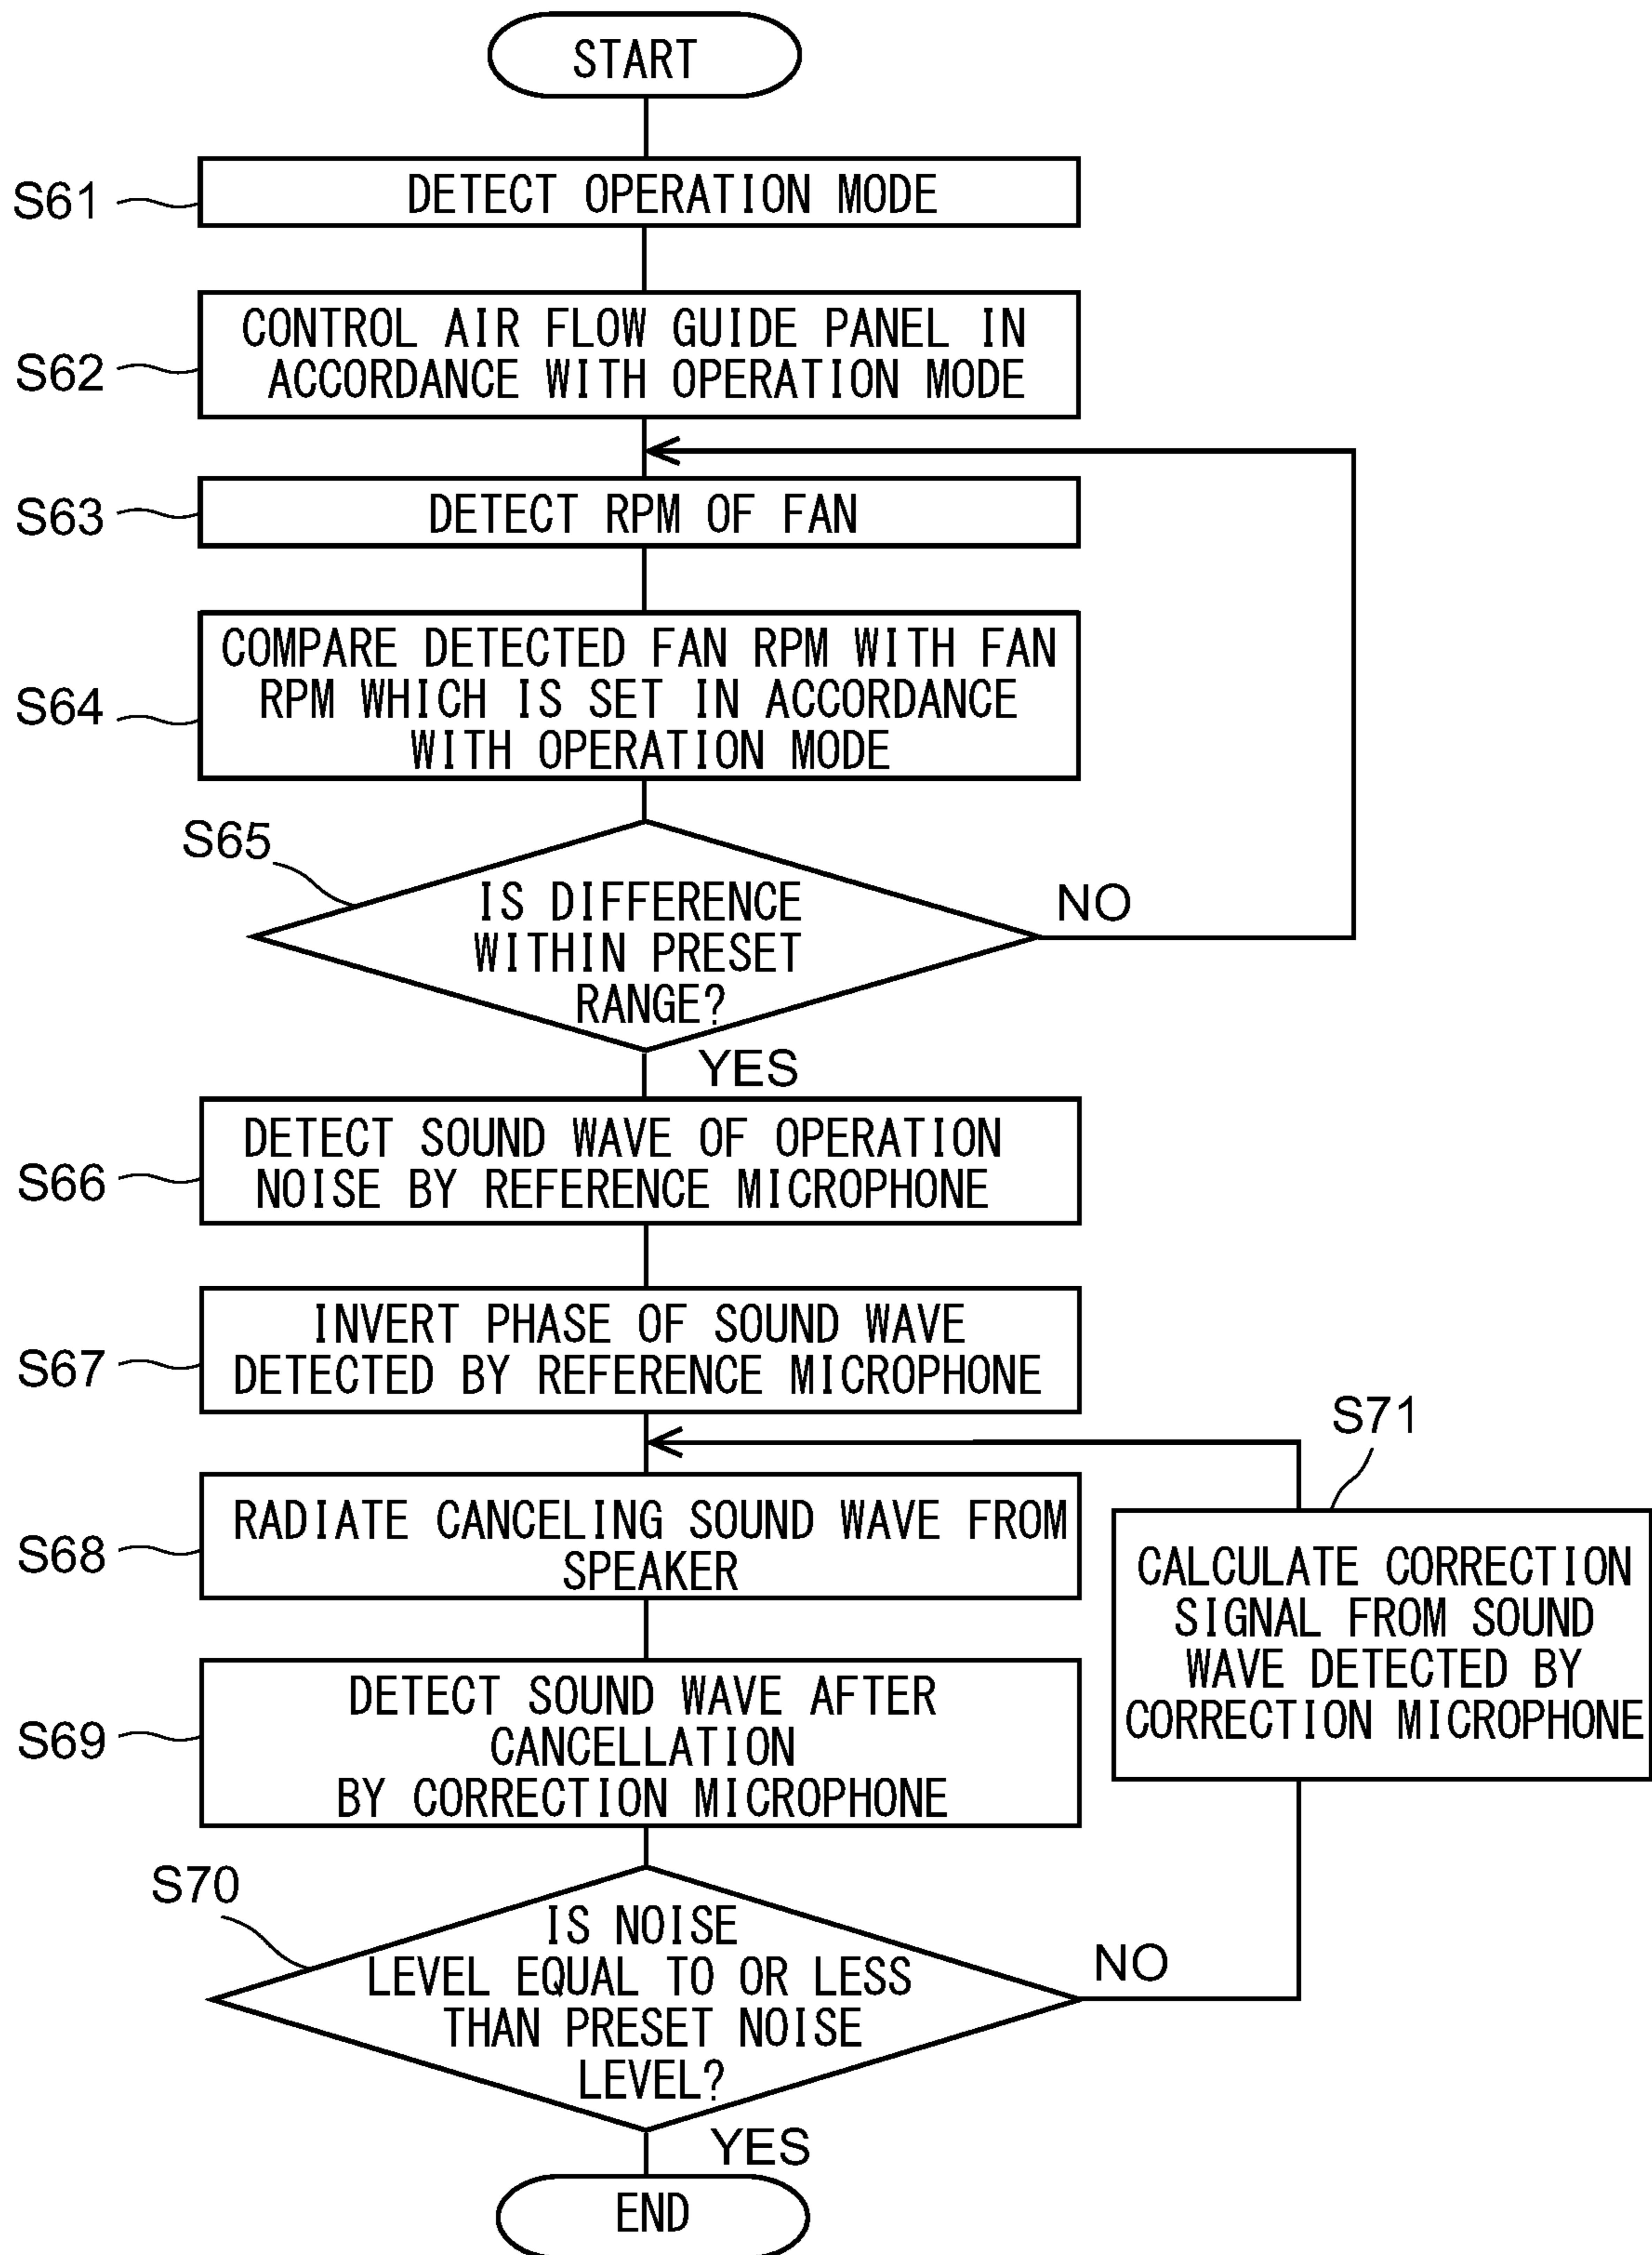 START
S61
DETECT OPERATION MODE
S62
CONTROL AIR FLOW GUIDE PANEL IN
ACCORDANCE WITH OPERATION MODE
S63
DETECT RPM OF FAN
S64
COMPARE DETECTED FAN RPM WITH FAN
RPM WHICH IS SET IN ACCORDANCE
WITH OPERATION MODE
S65
IS DIFFERENCE
WITHIN PRESET
RANGE?
NO
YES
S66
DETECT SOUND WAVE OF OPERATION
NOISE BY REFERENCE MICROPHONE
S67
INVERT PHASE OF SOUND WAVE
DETECTED BY REFERENCE MICROPHONE
S68
RADIATE CANCELING SOUND WAVE FROM
SPEAKER
S69
DETECT SOUND WAVE AFTER
CANCELLATION
BY CORRECTION MICROPHONE
S70
IS NOISE
LEVEL EQUAL TO OR LESS
THAN PRESET NOISE
LEVEL?
NO
S71
CALCULATE CORRECTION
SIGNAL FROM SOUND
WAVE DETECTED BY
CORRECTION MICROPHONE
YES
END